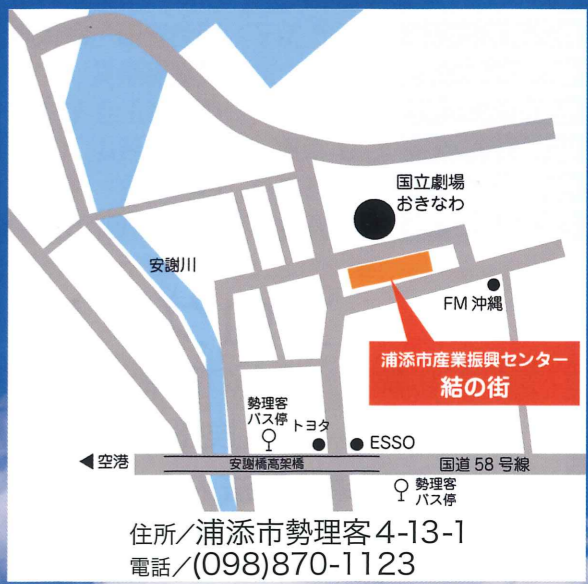 国立劇場
おきなわ
安謝川
FM 沖縄
浦添市産業振興センター
結の街
勢理客
バス停
トヨタ
ESSO
◀空港
安謝橋高架橋
国道 58 号線
勢理客
バス停
住所／浦添市勢理客 4-13-1
電話／(098)870-1123